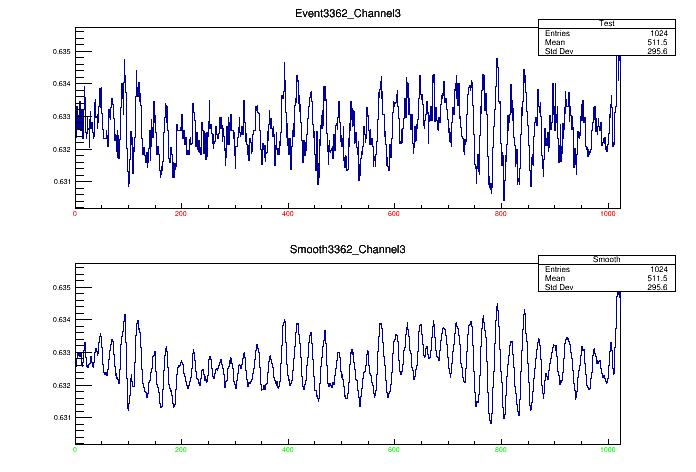 Event3362_Channel3
Test
Entries 1024
Mean 511.5
Std Dev 295.6
0.635
0.634
0.633
0.632
0.631
0 200 400 600 800 1000
Smooth3362_Channel3
Smooth
Entries 1024
Mean 511.5
Std Dev 295.6
0.635
0.634
0.633
0.632
0.631
0 200 400 600 800 1000